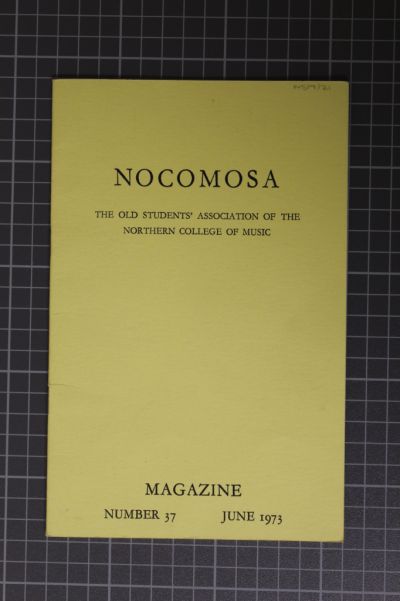 NOCOMOSA
THE OLD STUDENTS' ASSOCIATION OF THE
NORTHERN COLLEGE OF MUSIC
MAGAZINE
NUMBER 37 JUNE 1973